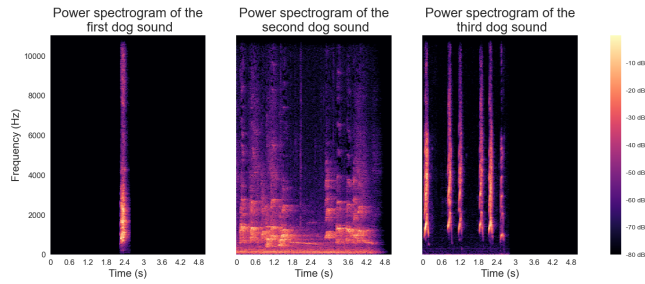 Power spectrogram of the
first dog sound
Power spectrogram of the
second dog sound
Power spectrogram of the
third dog sound
Frequency (Hz)
10000
8000
6000
4000
2000
0
0 0.6 1.2 1.8 2.4 3 3.6 4.2 4.8
0 0.6 1.2 1.8 2.4 3 3.6 4.2 4.8
0 0.6 1.2 1.8 2.4 3 3.6 4.2 4.8
Time (s)
Time (s)
Time (s)
-10 dB
-20 dB
-30 dB
-40 dB
-50 dB
-60 dB
-70 dB
-80 dB